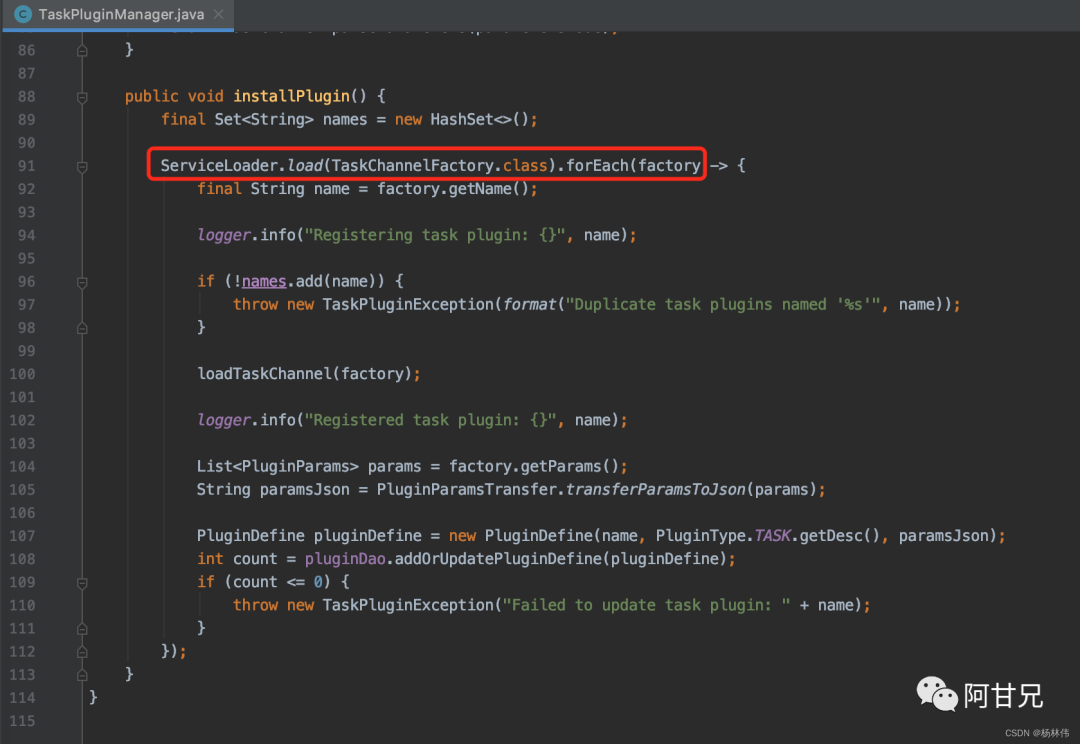 TaskPluginManager.java
86 }
87
88 public void installPlugin() {
89 final Set<String> names = new HashSet<>();
90
91 ServiceLoader.load(TaskChannelFactory.class).forEach(factory -> {
92 final String name = factory.getName();
93
94 logger.info("Registering task plugin: {}", name);
95
96 if (!names.add(name)) {
97 throw new TaskPluginException(format("Duplicate task plugins named '%s'", name));
98 }
99
100 loadTaskChannel(factory);
101
102 logger.info("Registered task plugin: {}", name);
103
104 List<PluginParams> params = factory.getParams();
105 String paramsJson = PluginParamsTransfer.transferParamsToJson(params);
106
107 PluginDefine pluginDefine = new PluginDefine(name, PluginType.TASK.getDesc(), paramsJson);
108 int count = pluginDao.addOrUpdatePluginDefine(pluginDefine);
109 if (count <= 0) {
110 throw new TaskPluginException("Failed to update task plugin: " + name);
111 }
112 });
113 }
114 }
115
阿甘兄
CSDN @杨林伟